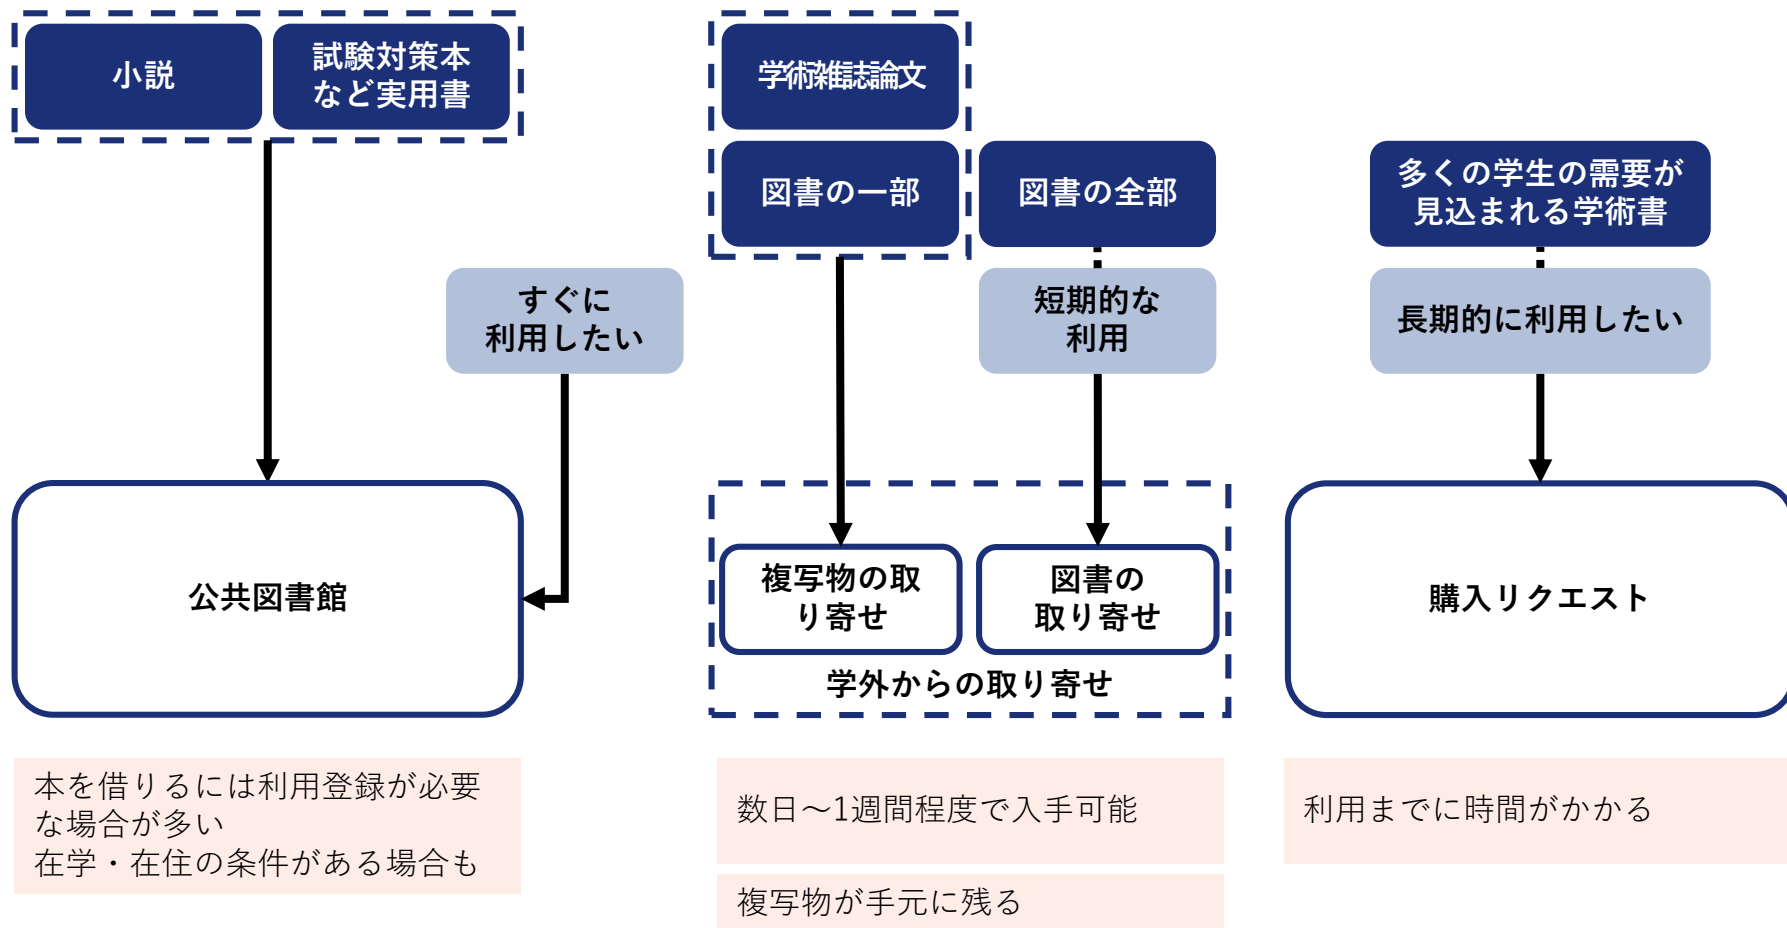 小説
試験対策本
など実用書
学術雑誌論文
図書の一部
図書の全部
多くの学生の需要が
見込まれる学術書
すぐに
利用したい
短期的な
利用
長期的に利用したい
公共図書館
複写物の取
り寄せ
図書の
取り寄せ
学外からの取り寄せ
購入リクエスト
本を借りるには利用登録が必要
な場合が多い
在学・在住の条件がある場合も
数日～1週間程度で入手可能
複写物が手元に残る
利用までに時間がかかる